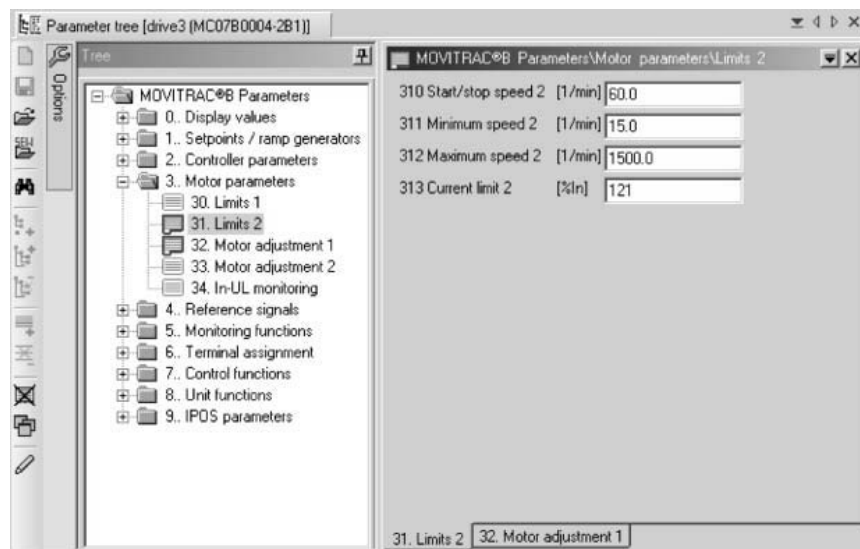 Parameter tree [drive3 (MC07B0004-2B1)]
Options
Tree
MOVITRAC®B Parameters
0.. Display values
1.. Setpoints / ramp generators
2.. Controller parameters
3.. Motor parameters
30. Limits 1
31. Limits 2
32. Motor adjustment 1
33. Motor adjustment 2
34. In-UL monitoring
4.. Reference signals
5.. Monitoring functions
6.. Terminal assignment
7.. Control functions
8.. Unit functions
9.. IPOS parameters
MOVITRAC®B Parameters\Motor parameters\Limits 2
310 Start/stop speed 2 [1/min] 60.0
311 Minimum speed 2 [1/min] 15.0
312 Maximum speed 2 [1/min] 1500.0
313 Current limit 2 [%In] 121
31. Limits 2 32. Motor adjustment 1
SEW